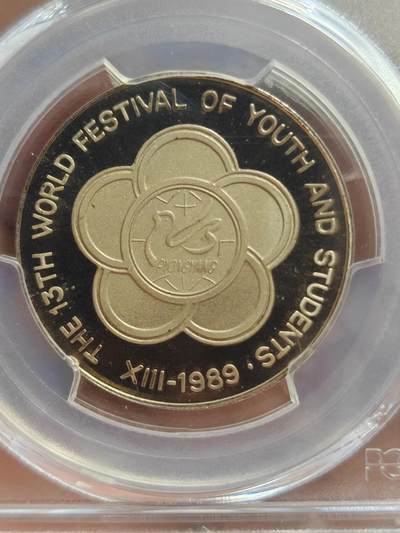 THE 13TH WORLD FESTIVAL OF YOUTH AND STUDENTS.
XIII-1989.
PYONGYANG